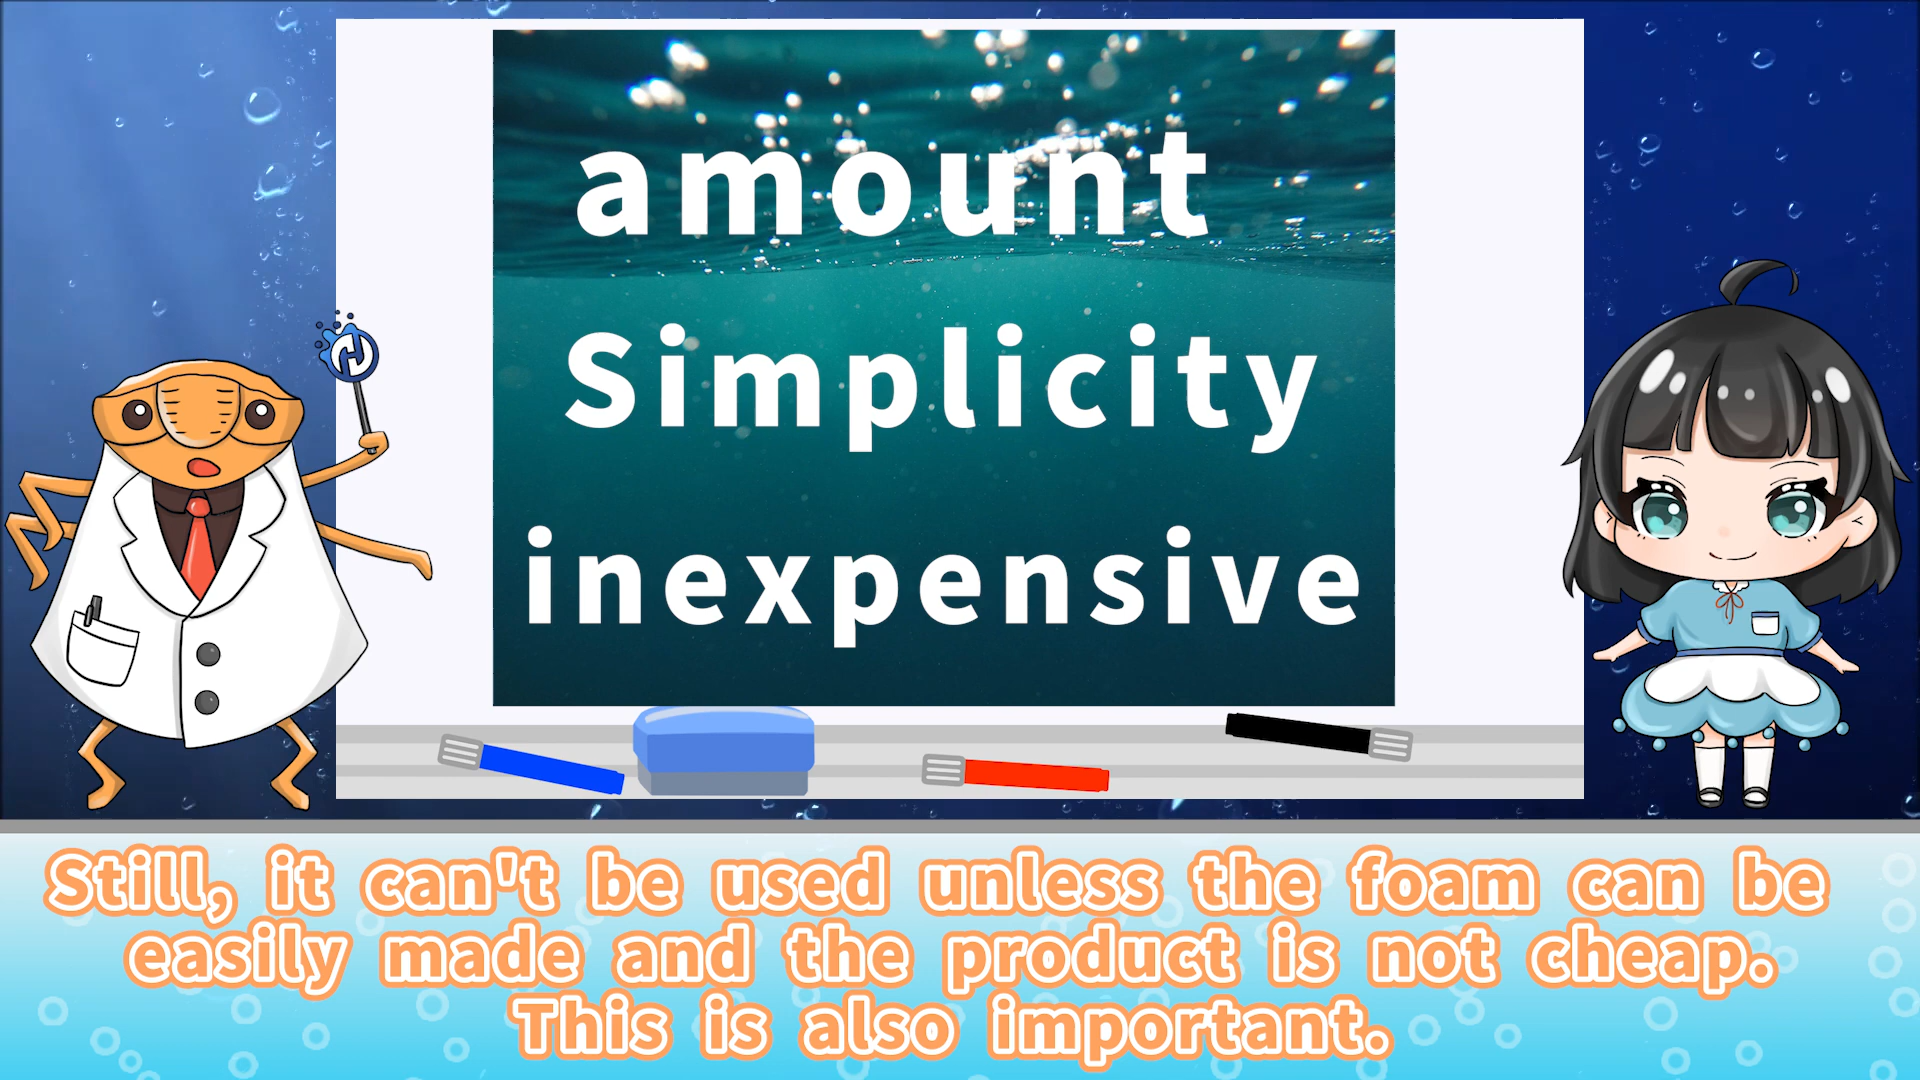 amount
Simplicity
inexpensive
Still, it can't be used unless the foam can be
easily made and the product is not cheap.
This is also important.